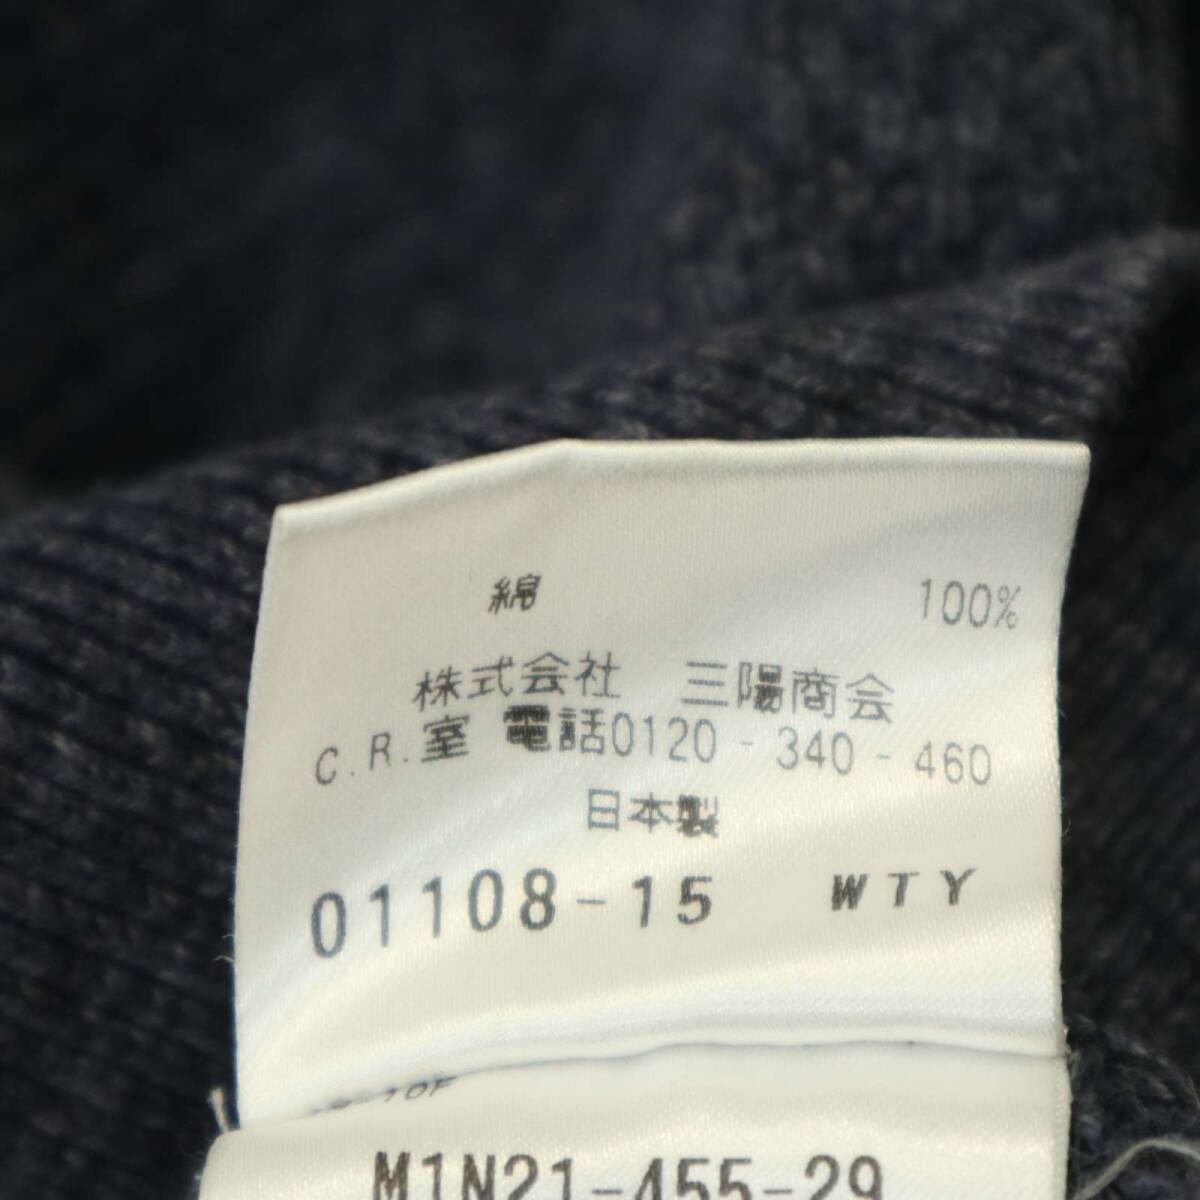 綿 100%
株式会社 三陽商会
C.R.室 電話0120-340-460
日本製
01108-15 WTY
10F
M1N21-455-29